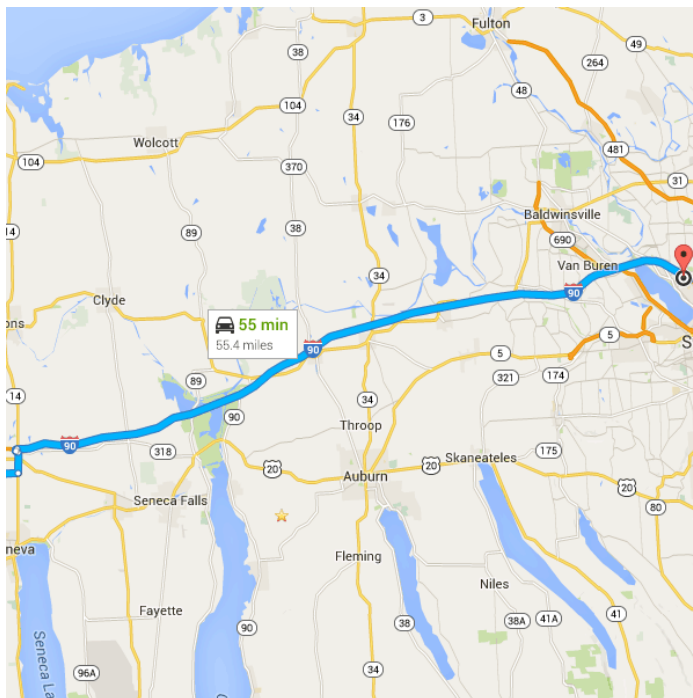 3
Fulton
49
38
264
48
104
34
176
Wolcott
481
104
370
31
14
38
Baldwinsville
89
690
34
Van Buren
Clyde
90
ons
55 min
55.4 miles
5
S
90
5
89
321
174
14
34
90
Throop
90
318
175
Skaneateles
20
20
Auburn
20
Seneca Falls
80
neva
Fleming
Niles
Fayette
38A
41A
41
38
90
Seneca La
34
96A